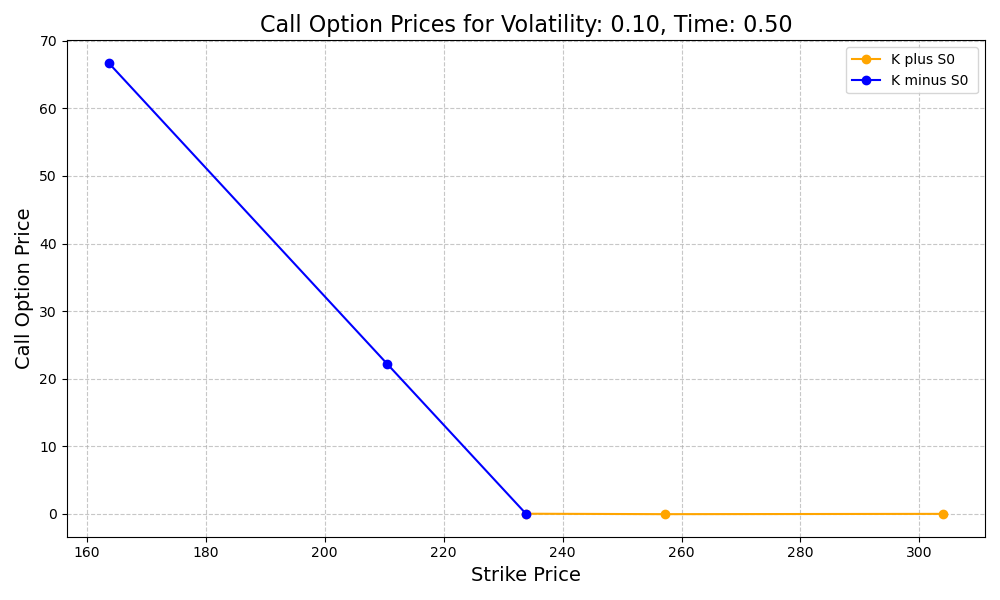 Call Option Prices for Volatility: 0.10, Time: 0.50
Call Option Price
70
60
50
40
30
20
10
0
K plus S0
K minus S0
160 180 200 220 240 260 280 300
Strike Price